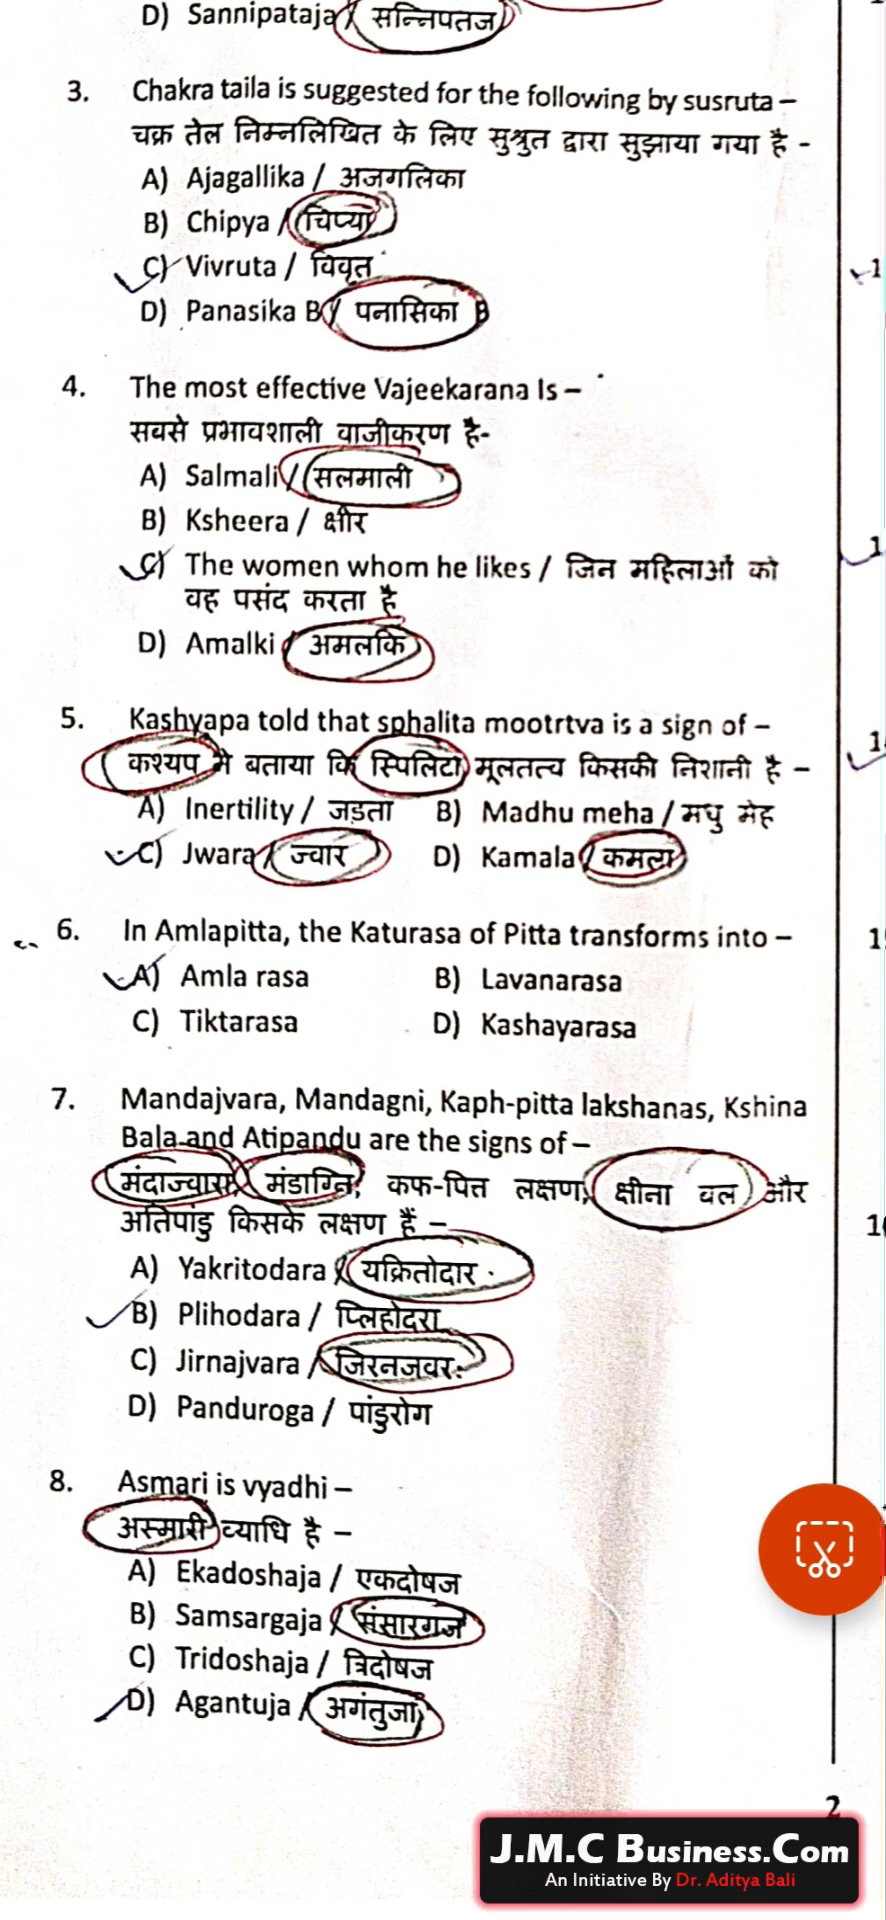 D) Sannipataja / सन्निपतज
3. Chakra taila is suggested for the following by susruta –
चक्र तेल निम्नलिखित के लिए सुश्रुत द्वारा सुझाया गया है -
A) Ajagallika / अजगलिका
B) Chipya / चिप्या
C) Vivruta / विवृत
D) Panasika B / पनासिका B
4. The most effective Vajeekarana Is –
सबसे प्रभावशाली वाजीकरण है-
A) Salmali / सलमाली
B) Ksheera / क्षीर
C) The women whom he likes / जिन महिलाओं को
वह पसंद करता है
D) Amalki / अमलकि
5. Kashyapa told that sphalita mootrtva is a sign of –
कश्यप मै बताया कि स्पिलिटा मूलतत्व किसकी निशानी है –
A) Inertility / जड़ता B) Madhu meha / मधु मेह
C) Jwara / ज्वार D) Kamala / कमला
6. In Amlapitta, the Katurasa of Pitta transforms into –
A) Amla rasa B) Lavanarasa
C) Tiktarasa D) Kashayarasa
7. Mandajvara, Mandagni, Kaph-pitta lakshanas, Kshina
Bala and Atipandu are the signs of –
मंदाज्वारा, मंडाग्नि, कफ-पित्त लक्षण, क्षीना वल और
अतिपांडु किसके लक्षण हैं –
A) Yakritodara / यक्रितोदार
B) Plihodara / प्लिहोदरा
C) Jirnajvara / जिरनजवर
D) Panduroga / पांडुरोग
8. Asmari is vyadhi –
अस्मारी व्याधि है –
A) Ekadoshaja / एकदोषज
B) Samsargaja / संसारगज
C) Tridoshaja / त्रिदोषज
D) Agantuja / अगंतुजा
2
J.M.C Business.Com
An Initiative By Dr. Aditya Bali